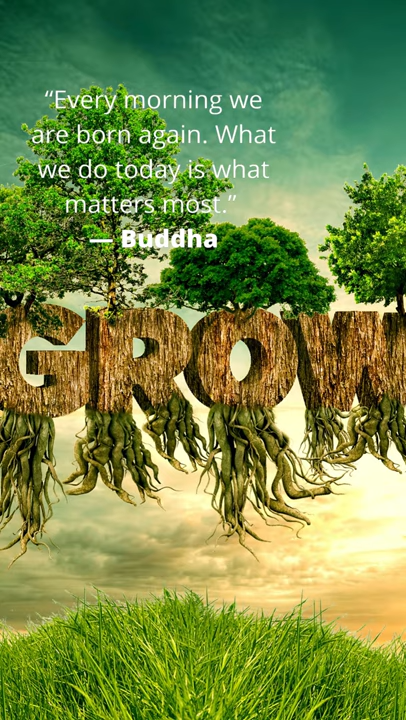 “Every morning we
are born again. What
we do today is what
matters most.”
— Buddha
GROW